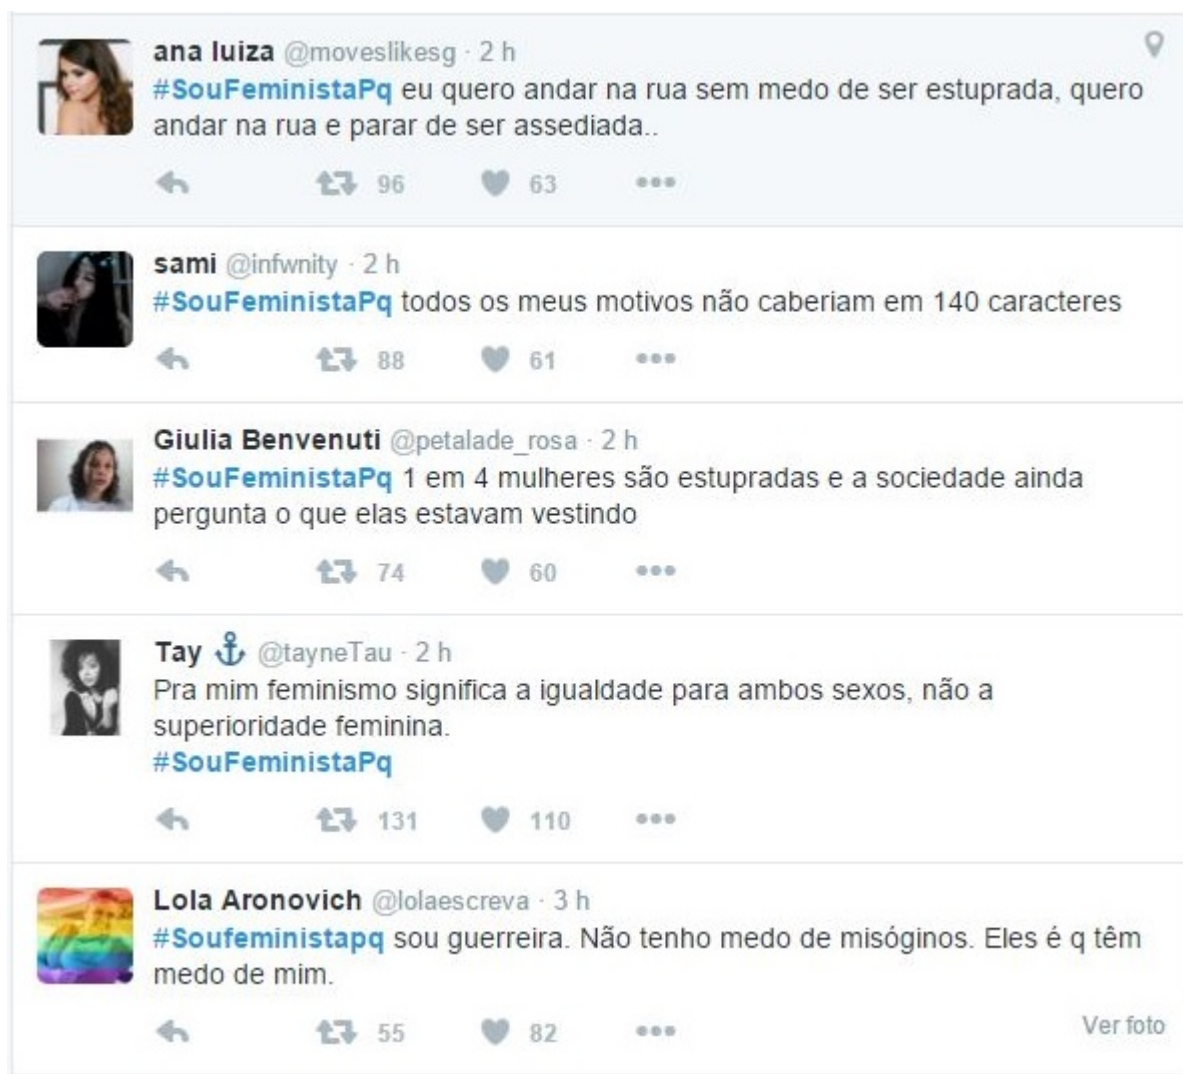 ana luiza @moveslikesg · 2 h
#SouFeministaPq eu quero andar na rua sem medo de ser estuprada, quero
andar na rua e parar de ser assediada..
96 63
sami @infwnity · 2 h
#SouFeministaPq todos os meus motivos não caberiam em 140 caracteres
88 61
Giulia Benvenuti @petalade_rosa · 2 h
#SouFeministaPq 1 em 4 mulheres são estupradas e a sociedade ainda
pergunta o que elas estavam vestindo
74 60
Tay ⚓ @tayneTau · 2 h
Pra mim feminismo significa a igualdade para ambos sexos, não a
superioridade feminina.
#SouFeministaPq
131 110
Lola Aronovich @lolaescreva · 3 h
#Soufeministapq sou guerreira. Não tenho medo de misóginos. Eles é q têm
medo de mim.
55 82 Ver foto